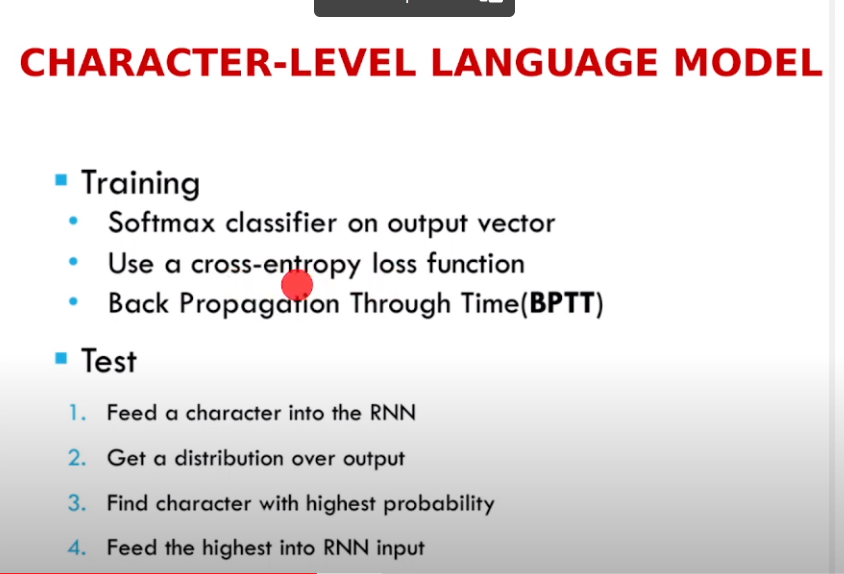 CHARACTER-LEVEL LANGUAGE MODEL
▪ Training
• Softmax classifier on output vector
• Use a cross-entropy loss function
• Back Propagation Through Time(BPTT)
▪ Test
1. Feed a character into the RNN
2. Get a distribution over output
3. Find character with highest probability
4. Feed the highest into RNN input